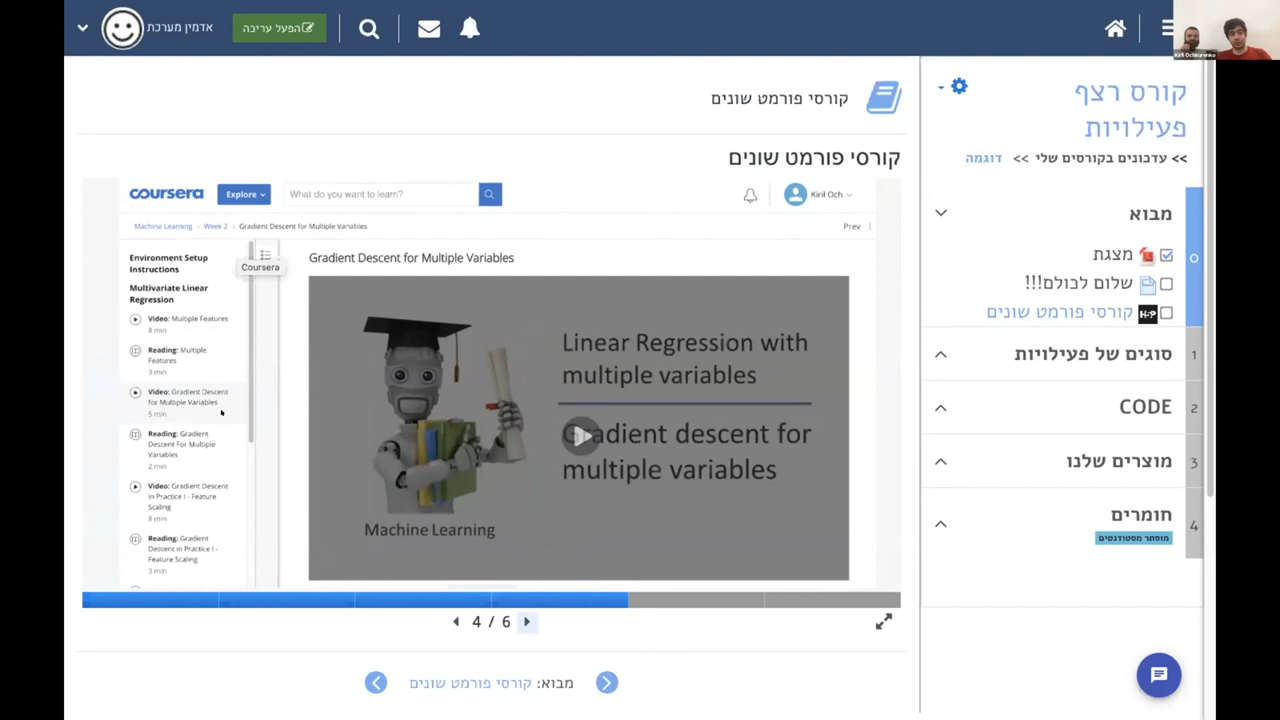 אדמין מערכת
הפעל עריכה
Kiril Ochkurenko
קורס רצף
פעילויות
>> עדכונים בקורסים שלי >> דוגמה
מבוא
מצגת
שלום לכולם!!!
H-P קורסי פורמט שונים
0
סוגים של פעילויות
1
CODE
2
מוצרים שלנו
3
חומרים
4
מוסתר מסטודנטים
קורסי פורמט שונים
קורסי פורמט שונים
coursera
Explore
What do you want to learn?
Kiril Och
Machine Learning > Week 2 > Gradient Descent for Multiple Variables
Prev
Environment Setup
Instructions
Coursera
Multivariate Linear
Regression
Video: Multiple Features
8 min
Reading: Multiple
Features
3 min
Video: Gradient Descent
for Multiple Variables
5 min
Reading: Gradient
Descent For Multiple
Variables
2 min
Video: Gradient Descent
in Practice I - Feature
Scaling
8 min
Reading: Gradient
Descent in Practice I -
Feature Scaling
3 min
Gradient Descent for Multiple Variables
Linear Regression with
multiple variables
Gradient descent for
multiple variables
Machine Learning
4 / 6
מבוא: קורסי פורמט שונים